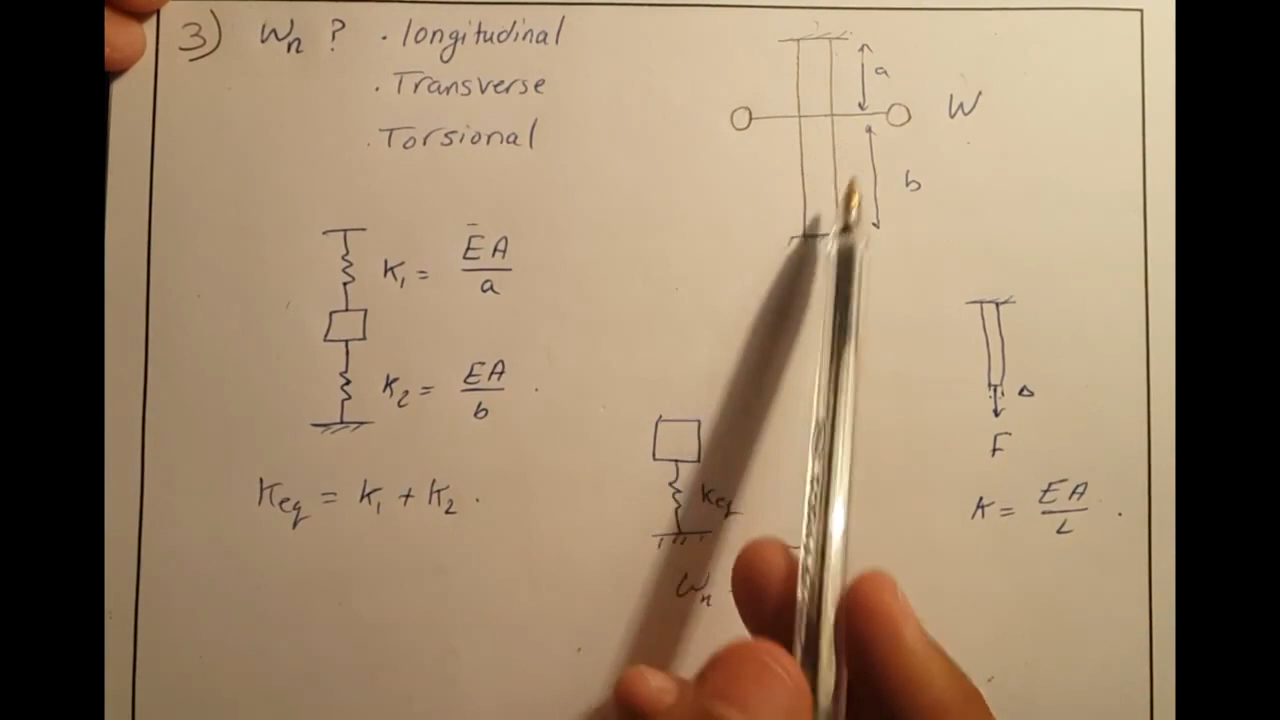 3) Wn ? . longitudinal
. Transverse
. Torsional
a
W
b
K1 = EA/a
K2 = EA/b .
Keq = K1 + K2 .
Keq
Wn
Δ
F
K = EA/L .